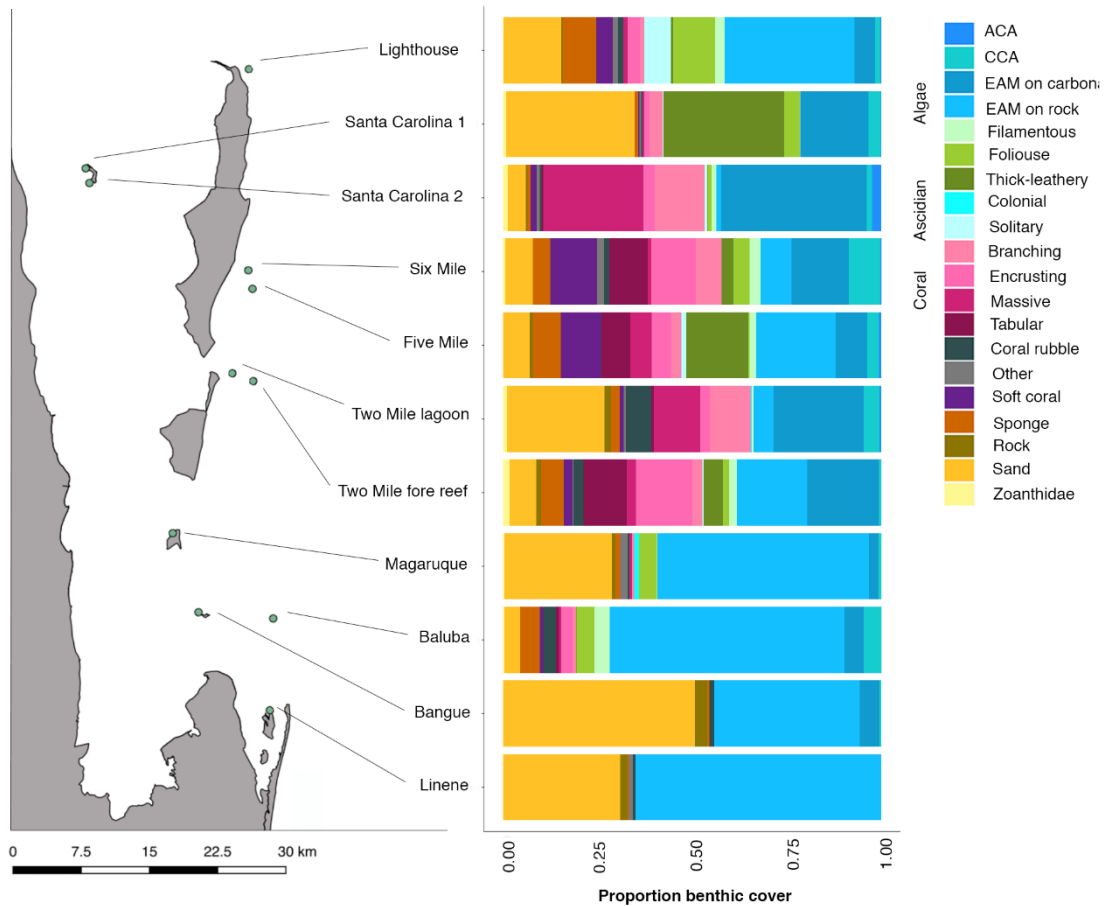 Lighthouse
Santa Carolina 1
Santa Carolina 2
Six Mile
Five Mile
Two Mile lagoon
Two Mile fore reef
Magaruque
Baluba
Bangue
Linene
0 7.5 15 22.5 30 km
0.00 0.25 0.50 0.75 1.00
Proportion benthic cover
Algae
Ascidian
Coral
ACA
CCA
EAM on carbona
EAM on rock
Filamentous
Foliouse
Thick-leathery
Colonial
Solitary
Branching
Encrusting
Massive
Tabular
Coral rubble
Other
Soft coral
Sponge
Rock
Sand
Zoanthidae